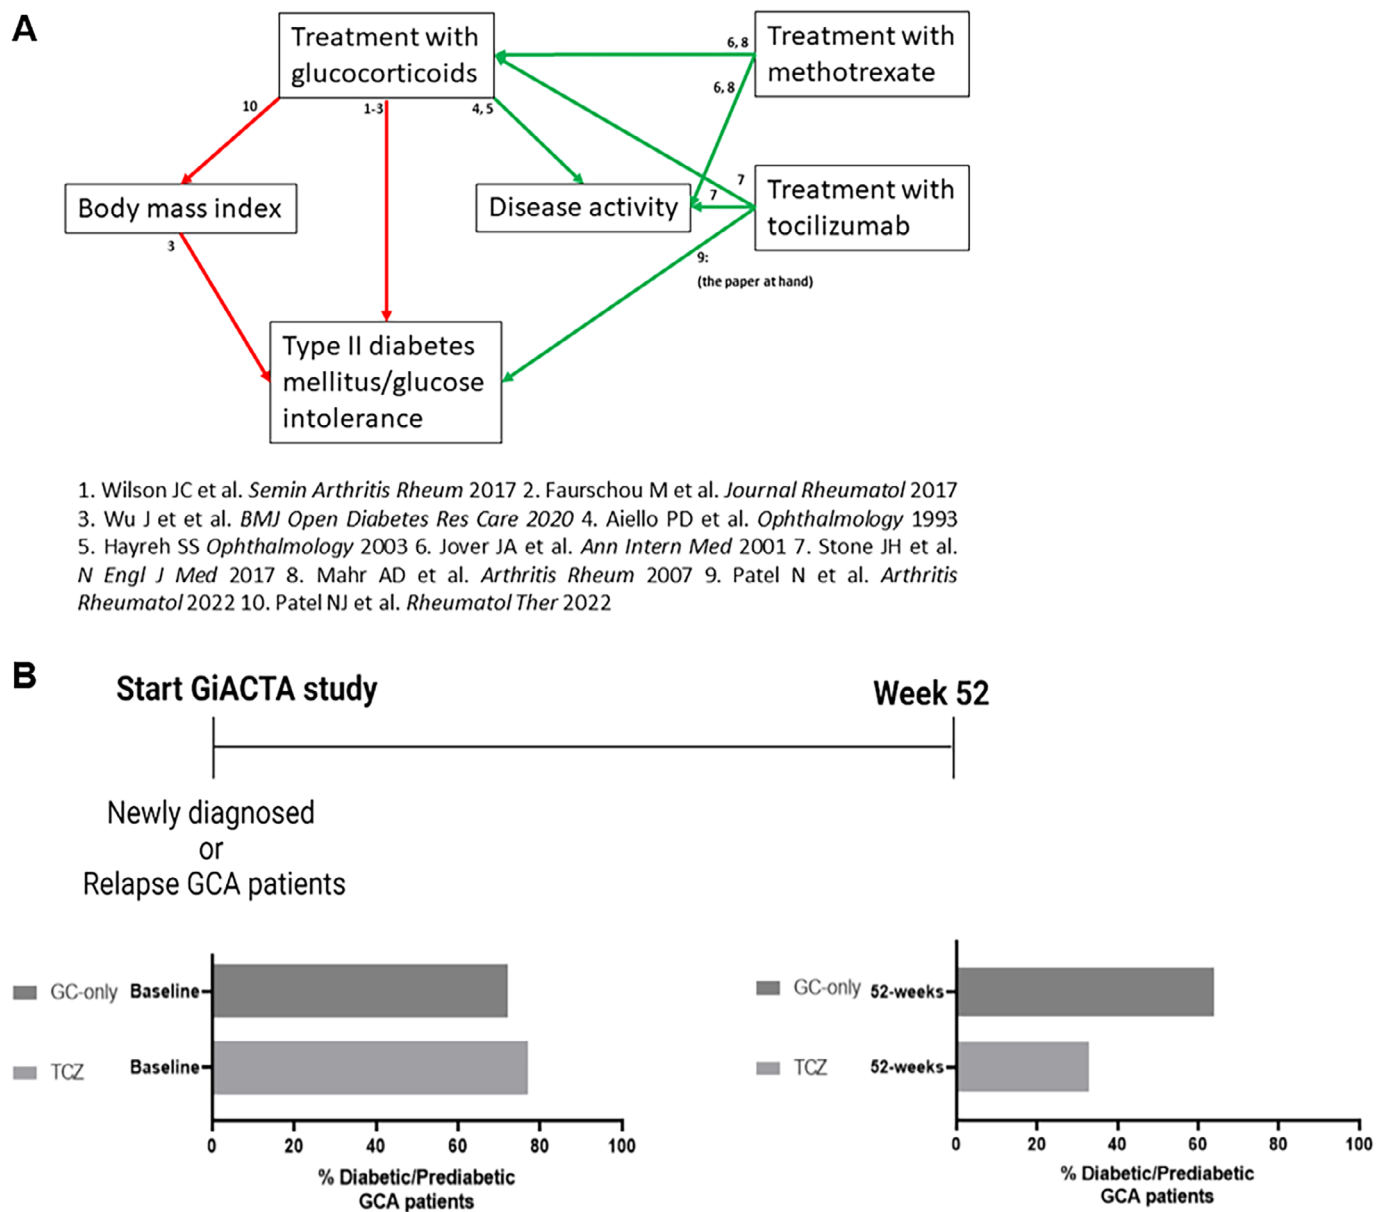 A
Treatment with
glucocorticoids
6, 8
Treatment with
methotrexate
6, 8
10
1-3
4, 5
7
7
Treatment with
tocilizumab
Body mass index
Disease activity
3
9:
(the paper at hand)
Type II diabetes
mellitus/glucose
intolerance
1. Wilson JC et al. Semin Arthritis Rheum 2017 2. Faurschou M et al. Journal Rheumatol 2017
3. Wu J et et al. BMJ Open Diabetes Res Care 2020 4. Aiello PD et al. Ophthalmology 1993
5. Hayreh SS Ophthalmology 2003 6. Jover JA et al. Ann Intern Med 2001 7. Stone JH et al.
N Engl J Med 2017 8. Mahr AD et al. Arthritis Rheum 2007 9. Patel N et al. Arthritis
Rheumatol 2022 10. Patel NJ et al. Rheumatol Ther 2022
B
Start GiACTA study
Week 52
Newly diagnosed
or
Relapse GCA patients
GC-only
Baseline
TCZ
Baseline
0 20 40 60 80 100
% Diabetic/Prediabetic
GCA patients
GC-only
52-weeks
TCZ
52-weeks
0 20 40 60 80 100
% Diabetic/Prediabetic
GCA patients